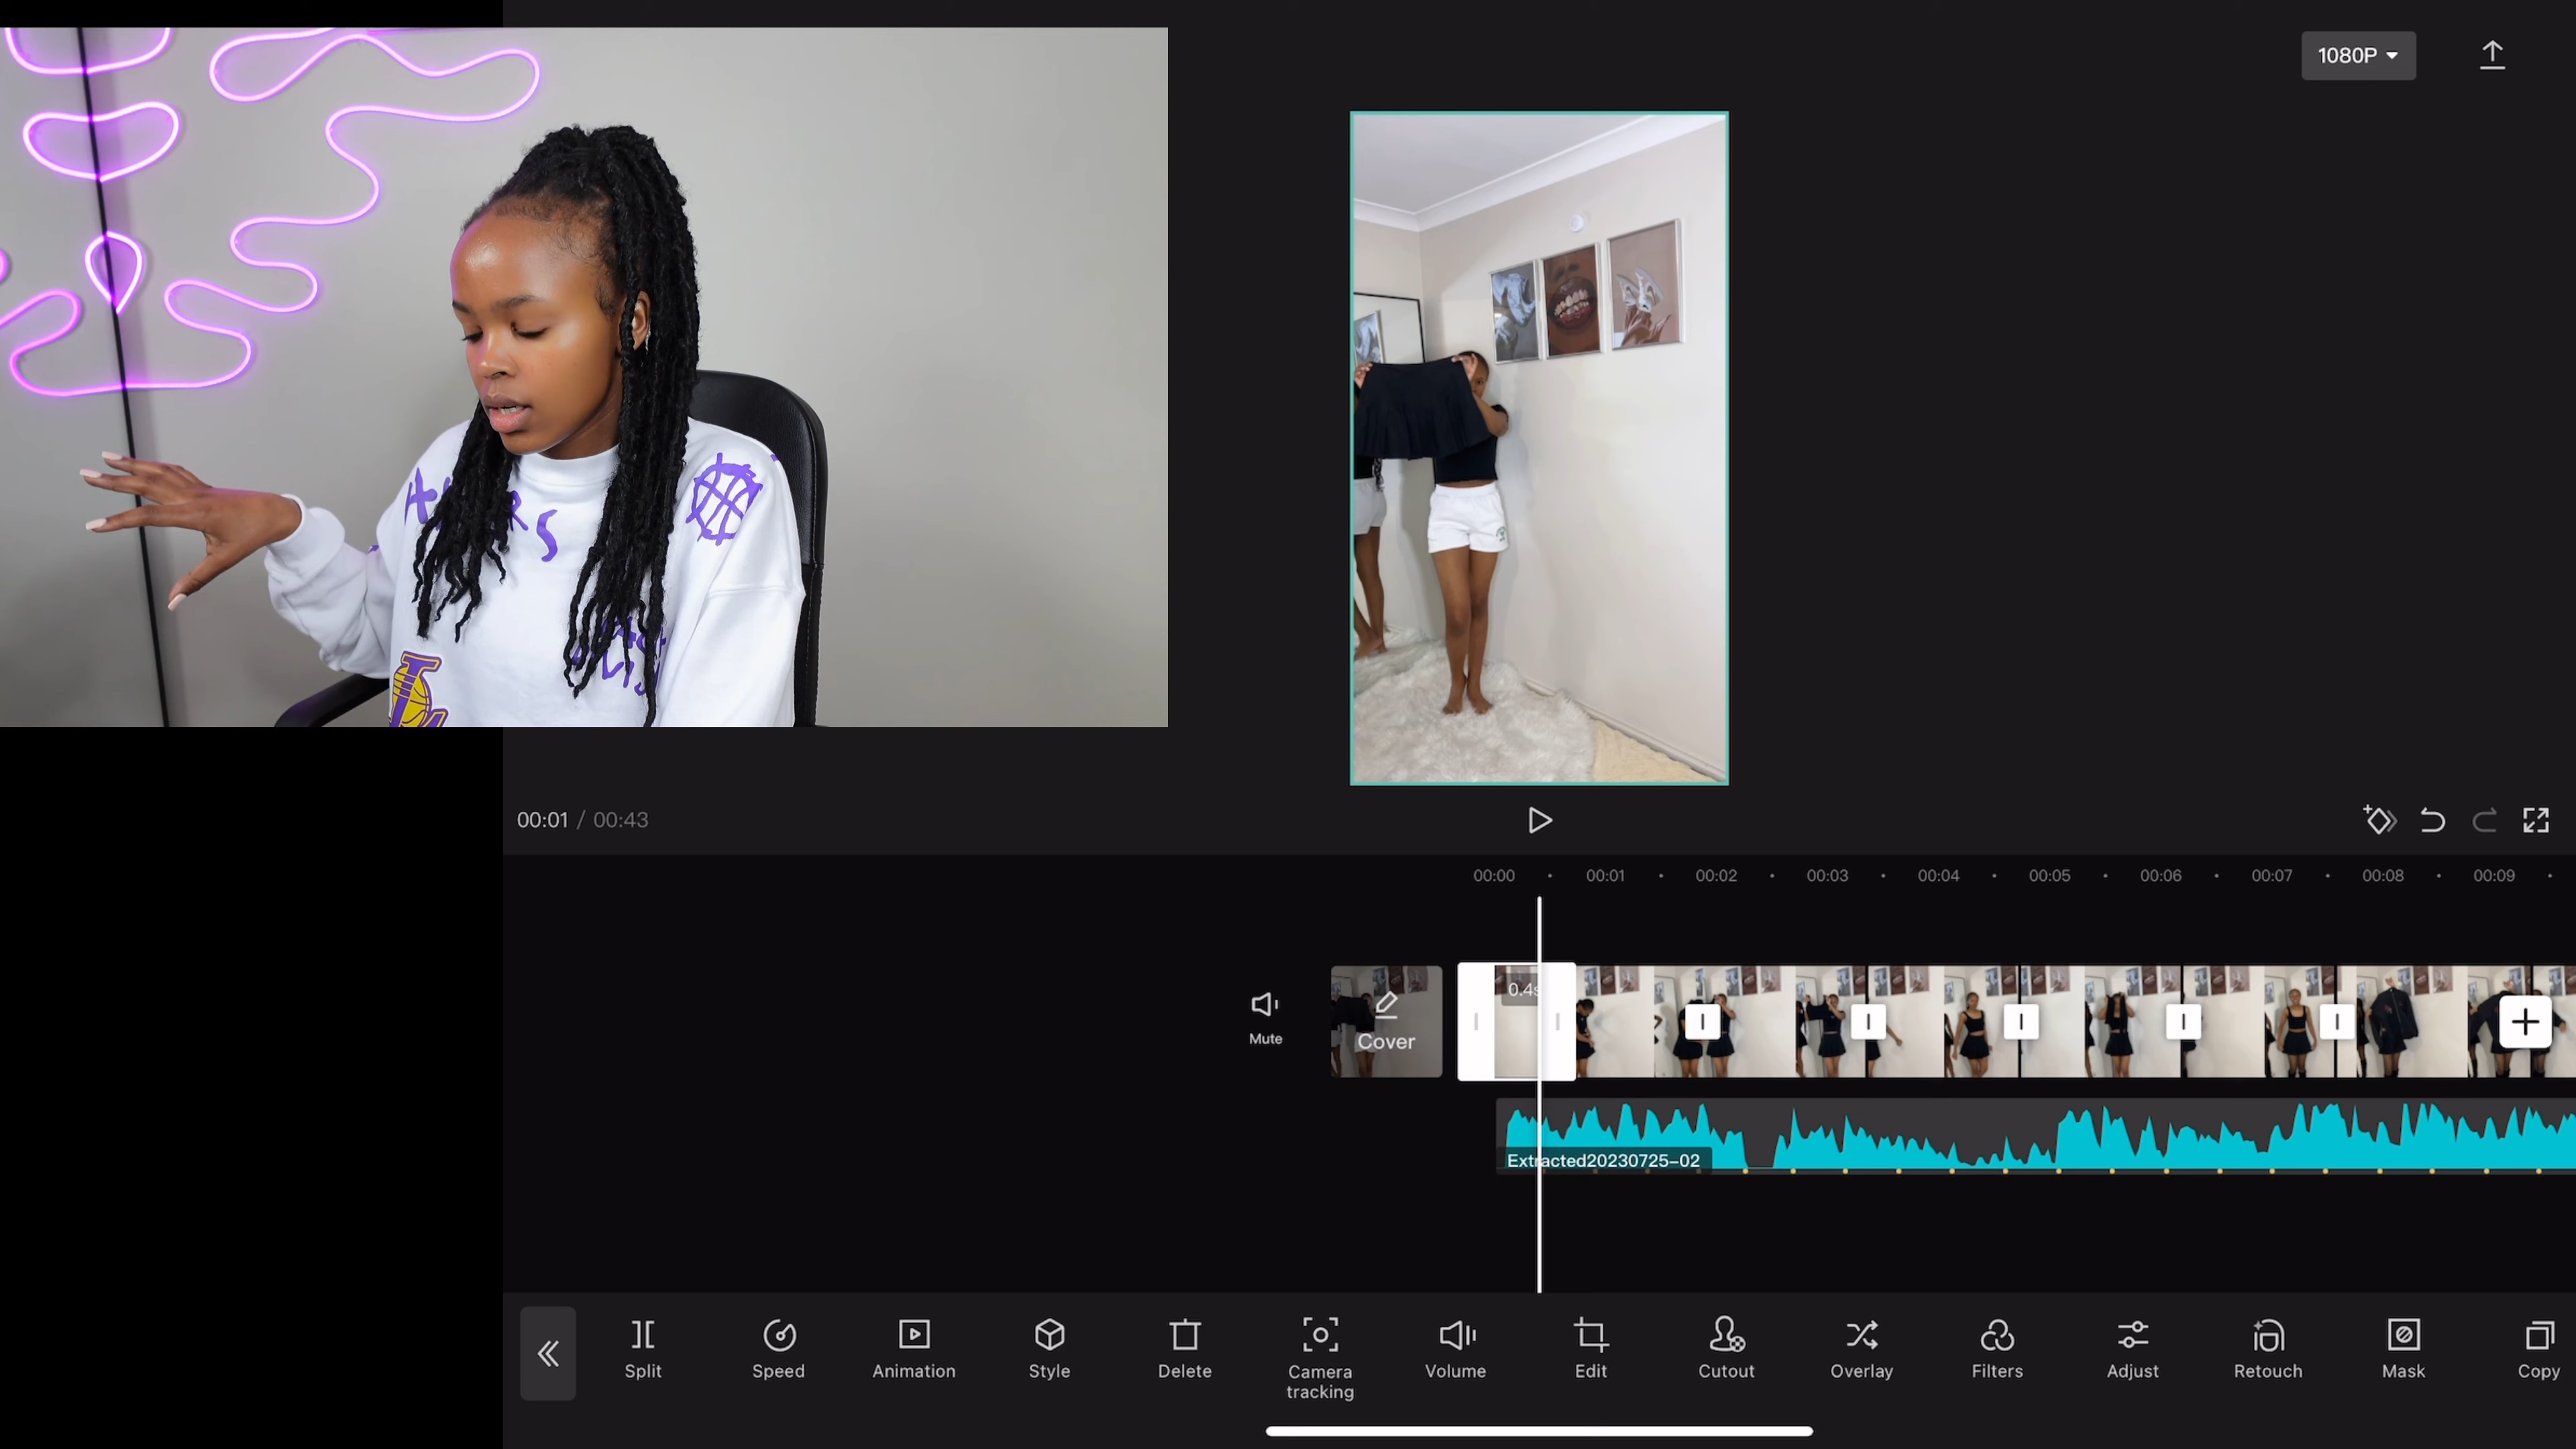 1080P
00:01 / 00:43
00:00 00:01 00:02 00:03 00:04 00:05 00:06 00:07 00:08 00:09
0.4s
Mute
Cover
Extracted20230725-02
Split
Speed
Animation
Style
Delete
Camera
tracking
Volume
Edit
Cutout
Overlay
Filters
Adjust
Retouch
Mask
Copy